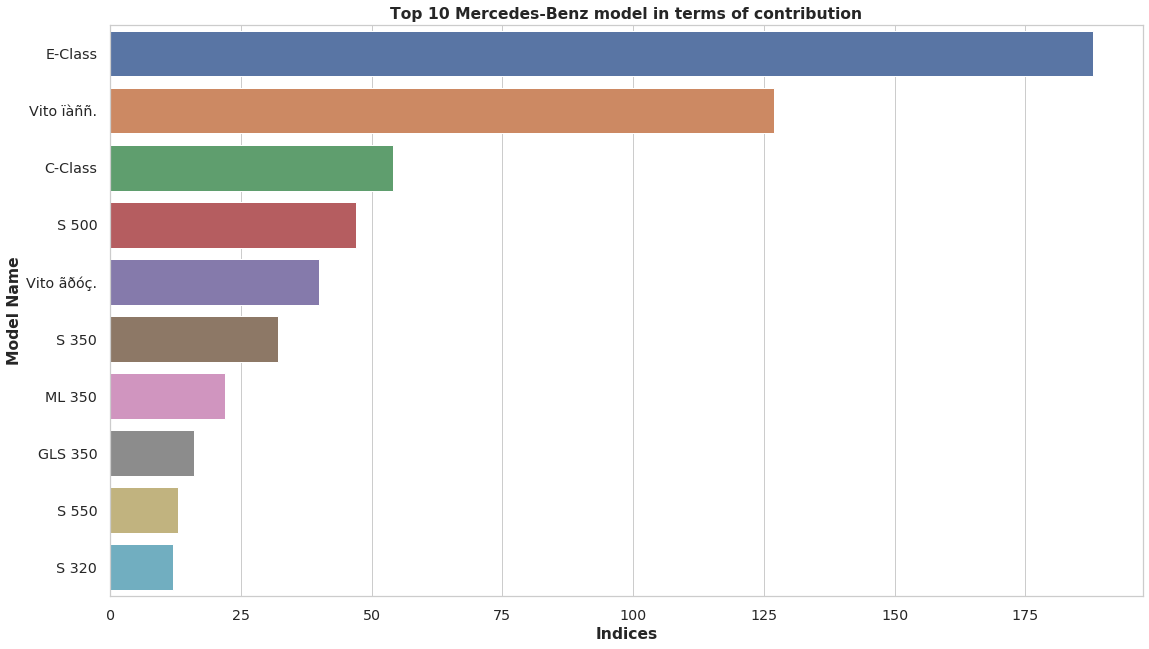 Top 10 Mercedes-Benz model in terms of contribution
Model Name
E-Class
Vito ïàññ.
C-Class
S 500
Vito ãðóç.
S 350
ML 350
GLS 350
S 550
S 320
0 25 50 75 100 125 150 175
Indices